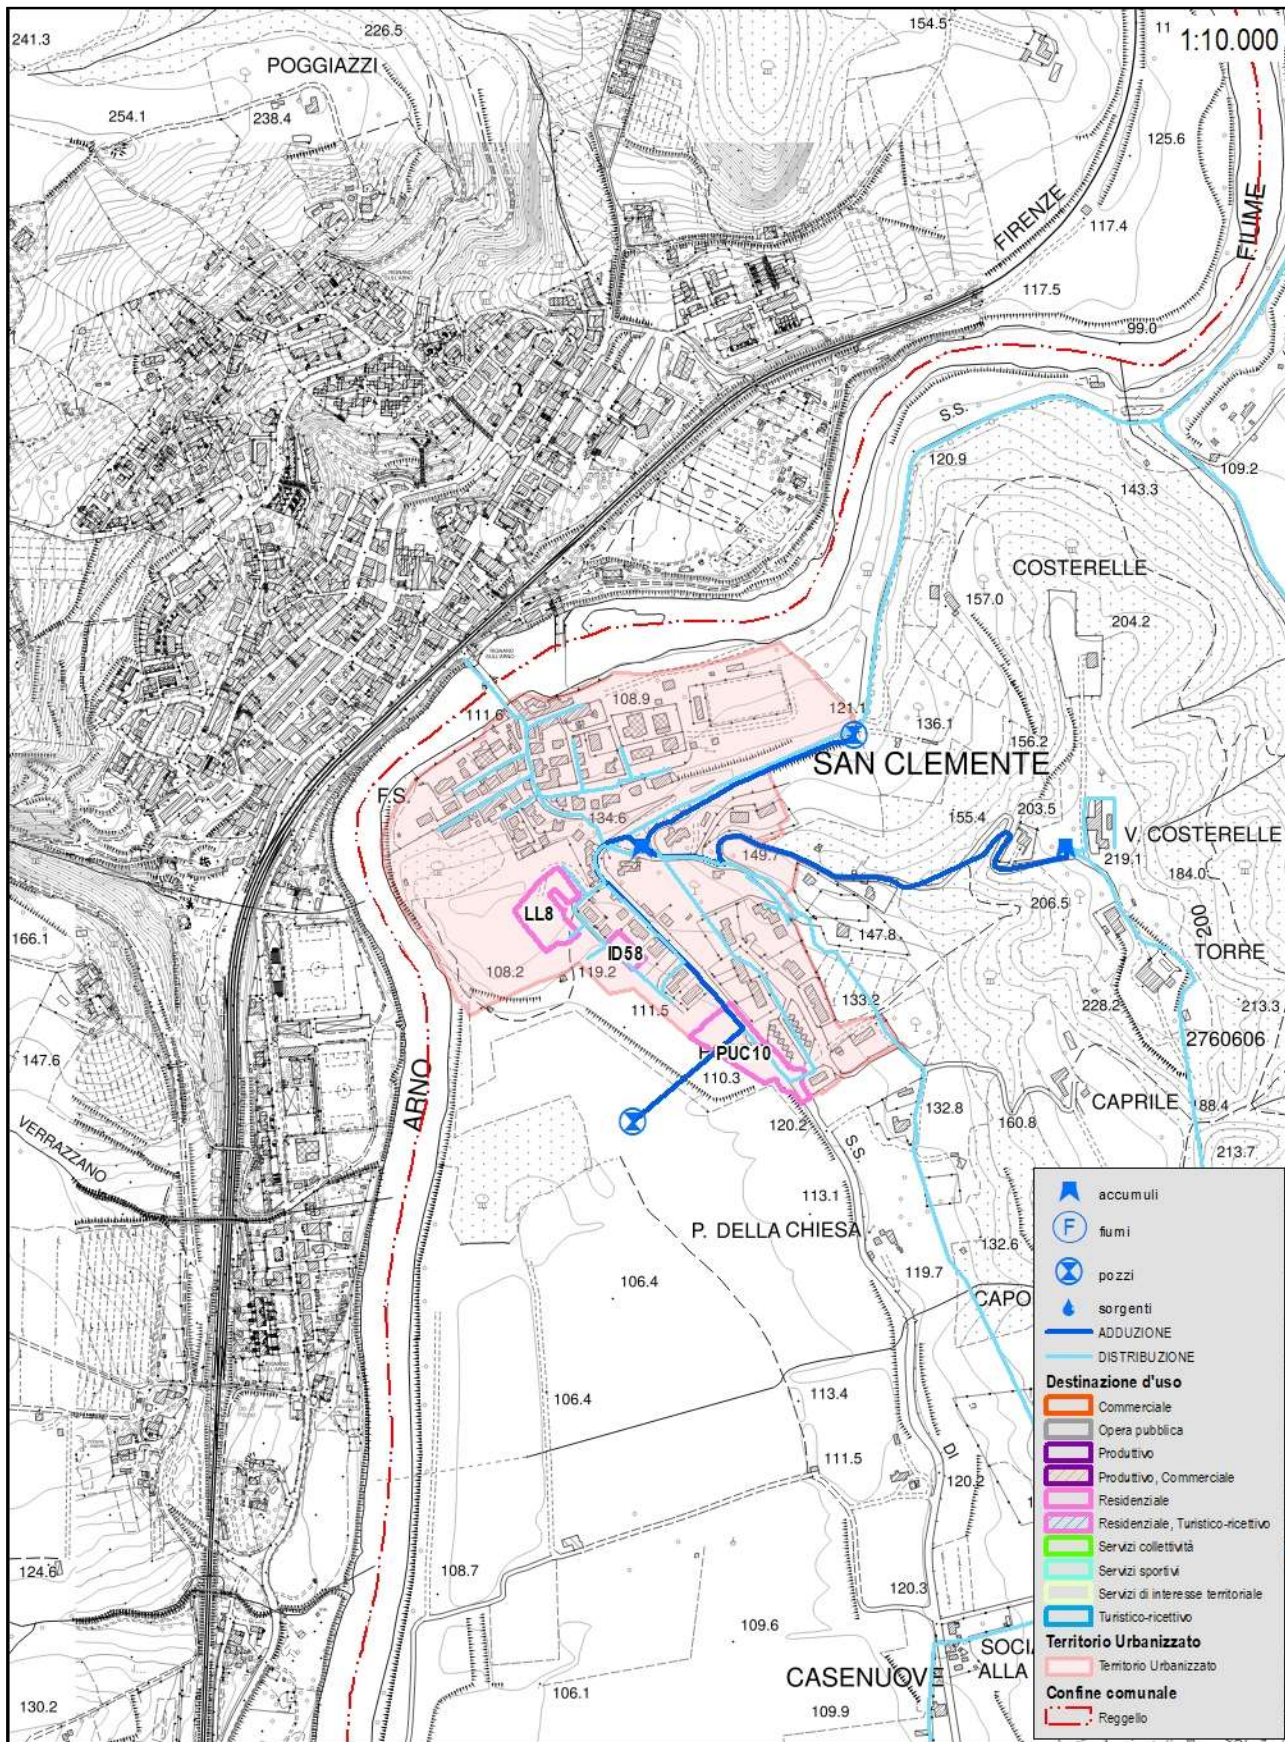 241.3
226.5
154.5
11
1:10.000
POGGIAZZI
254.1
238.4
125.6
FIRENZE
117.4
FILIME
117.5
99.0
S.S.
120.9
109.2
143.3
COSTERELLE
157.0
204.2
108.9
111.6
121.1
136.1
156.2
SAN CLEMENTE
F.S.
134.6
203.5
155.4
V. COSTERELLE
149.7
219.1
184.0
206.5
LL8
200
166.1
147.8
ID58
TORRE
108.2
119.2
133.2
111.5
228.2
213.3
147.6
2760606
PUC10
110.3
ARNO
132.8
CAPRILE
188.4
120.2
160.8
VERRAZZANO
S.S.
213.7
113.1
P. DELLA CHIESA
132.6
119.7
106.4
CAPO
113.4
106.4
111.5
DI
120.2
124.6
108.7
120.3
109.6
SOCI
CASENUOV
ALLA
106.1
130.2
109.9
accumuli
F
fiumi
pozzi
sorgenti
ADDUZIONE
DISTRIBUZIONE
Destinazione d'uso
Commerciale
Opera pubblica
Produttivo
Produttivo, Commerciale
Residenziale
Residenziale, Turistico-ricettivo
Servizi collettività
Servizi sportivi
Servizi di interesse territoriale
Turistico-ricettivo
Territorio Urbanizzato
Territorio Urbanizzato
Confine comunale
Reggello